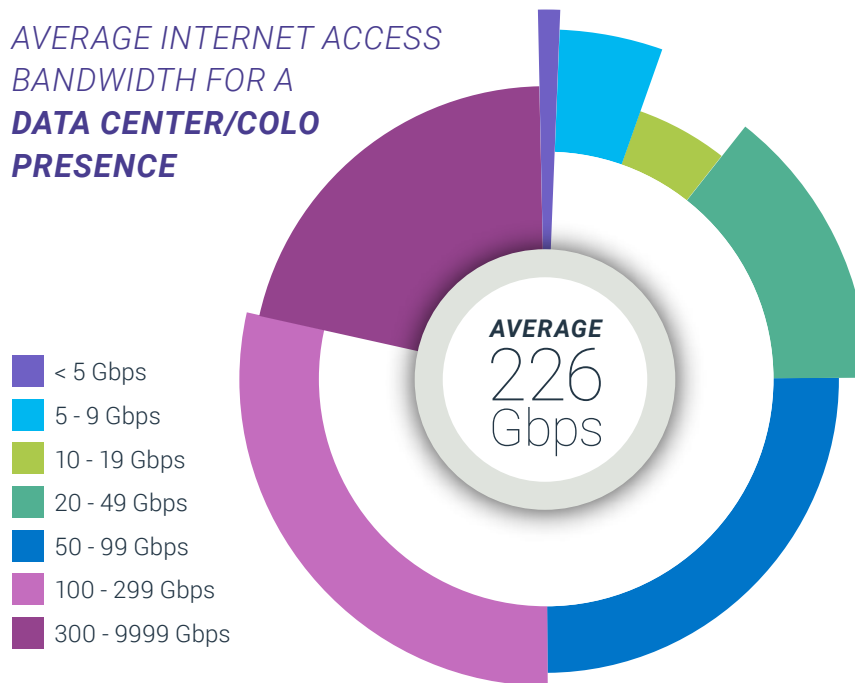 AVERAGE INTERNET ACCESS
BANDWIDTH FOR A
DATA CENTER/COLO
PRESENCE
AVERAGE
226
Gbps
< 5 Gbps
5 - 9 Gbps
10 - 19 Gbps
20 - 49 Gbps
50 - 99 Gbps
100 - 299 Gbps
300 - 9999 Gbps